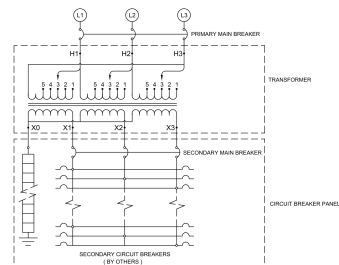 L1 L2 L3
PRIMARY MAIN BREAKER
H1 H2 H3
5 4 3 2 1 5 4 3 2 1 5 4 3 2 1
TRANSFORMER
X0 X1 X2 X3
SECONDARY MAIN BREAKER
CIRCUIT BREAKER PANEL
SECONDARY CIRCUIT BREAKERS
( BY OTHERS )